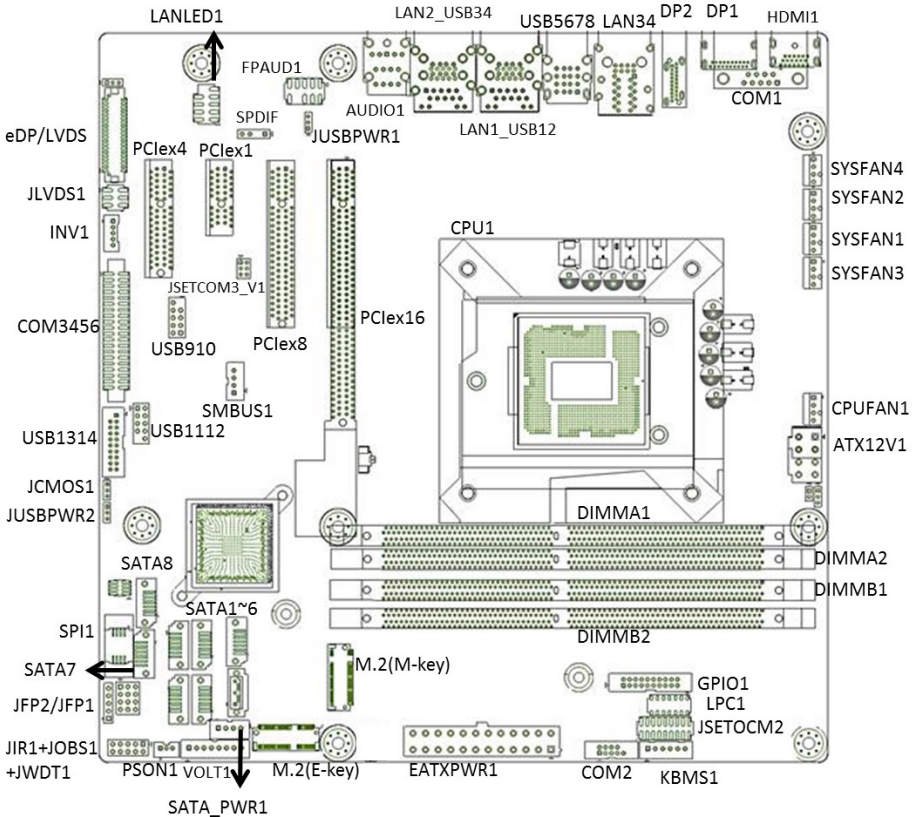 LANLED1
LAN2_USB34
USB5678
LAN34
DP2
DP1
HDMI1
FPAUD1
AUDIO1
LAN1_USB12
COM1
SPDIF
JUSBPWR1
eDP/LVDS
PCIex4
PCIex1
SYSFAN4
JLVDS1
SYSFAN2
INV1
CPU1
SYSFAN1
SYSFAN3
JSETCOM3_V1
COM3456
PCIex16
USB910
PCIex8
SMBUS1
CPUFAN1
USB1314
USB1112
ATX12V1
JCMOS1
JUSBPWR2
DIMMA1
SATA8
DIMMA2
DIMMB1
SATA1~6
SPI1
DIMMB2
SATA7
M.2(M-key)
GPIO1
JFP2/JFP1
LPC1
JSETOCM2
JIR1+JOBS1
+JWDT1
PSON1
VOLT1
M.2(E-key)
EATXPWR1
COM2
KBMS1
SATA_PWR1